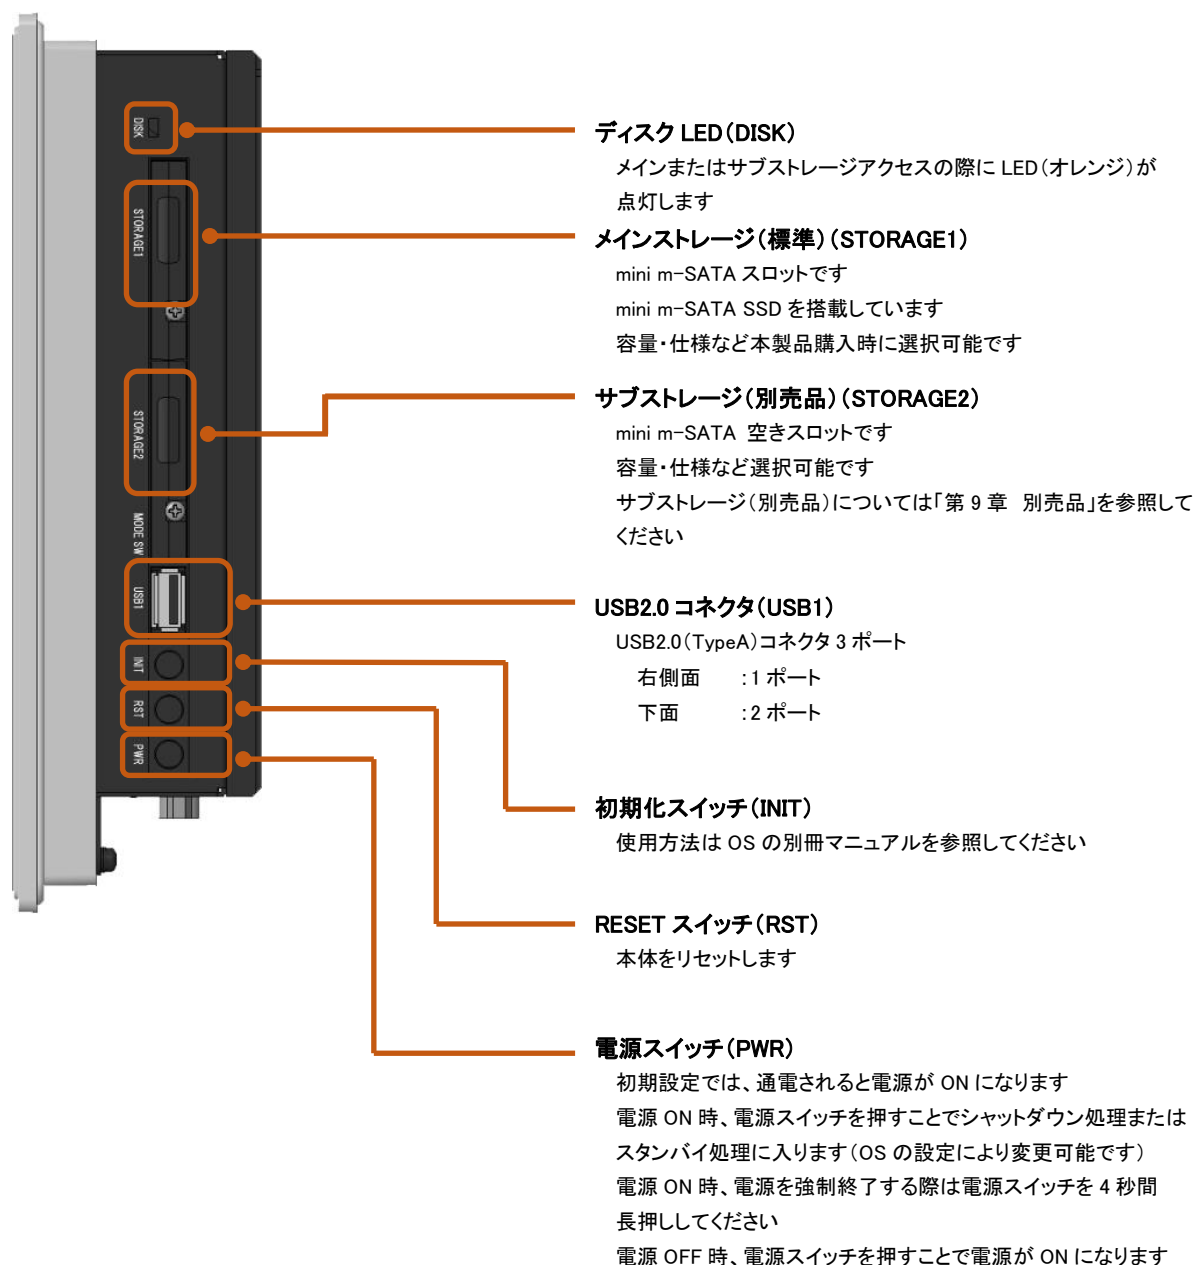 DISK
STORAGE1
STORAGE2
MODE SW
USB1
INIT
RST
PWR
ディスク LED（DISK）
メインまたはサブストレージアクセスの際に LED（オレンジ）が
点灯します
メインストレージ（標準）（STORAGE1）
mini m-SATA スロットです
mini m-SATA SSD を搭載しています
容量・仕様など本製品購入時に選択可能です
サブストレージ（別売品）（STORAGE2）
mini m-SATA 空きスロットです
容量・仕様など選択可能です
サブストレージ（別売品）については「第 9 章 別売品」を参照して
ください
USB2.0 コネクタ（USB1）
USB2.0（TypeA）コネクタ 3 ポート
右側面 ：1 ポート
下面 ：2 ポート
初期化スイッチ（INIT）
使用方法は OS の別冊マニュアルを参照してください
RESET スイッチ（RST）
本体をリセットします
電源スイッチ（PWR）
初期設定では、通電されると電源が ON になります
電源 ON 時、電源スイッチを押すことでシャットダウン処理または
スタンバイ処理に入ります（OS の設定により変更可能です）
電源 ON 時、電源を強制終了する際は電源スイッチを 4 秒間
長押ししてください
電源 OFF 時、電源スイッチを押すことで電源が ON になります